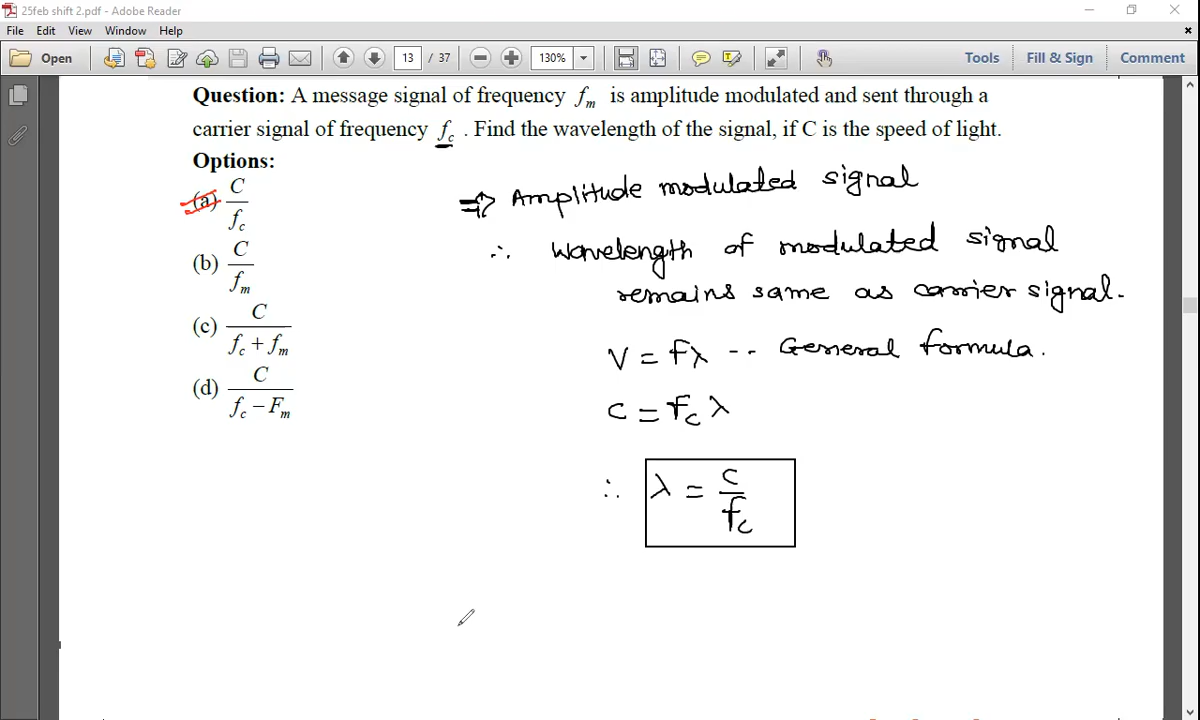 25feb shift 2.pdf - Adobe Reader
File Edit View Window Help
Open 13 / 37 130% Tools Fill & Sign Comment
Question: A message signal of frequency f_m is amplitude modulated and sent through a
carrier signal of frequency f_c . Find the wavelength of the signal, if C is the speed of light.
Options:
(a) C/f_c
(b) C/f_m
(c) C/(f_c + f_m)
(d) C/(f_c − F_m)
⇒ Amplitude modulated signal
∴ Wavelength of modulated signal
remains same as carrier signal.
V = fλ -- General formula.
C = f_c λ
∴ λ = c/f_c